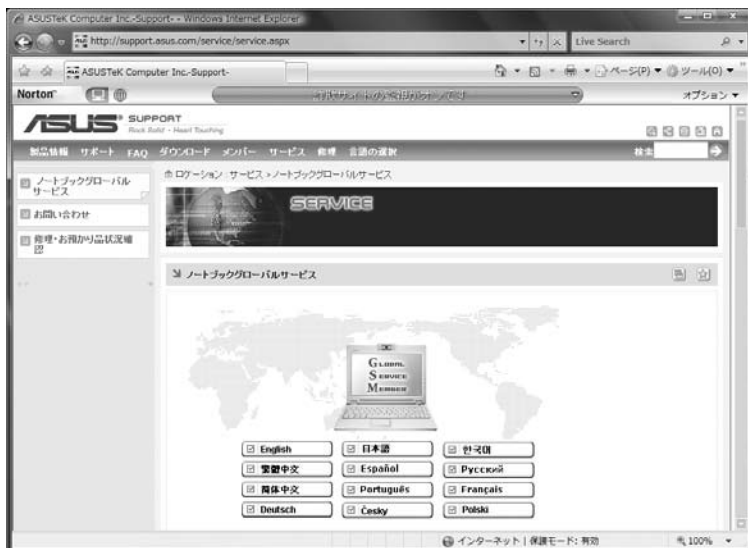 ASUSTeK Computer Inc.-Support- - Windows Internet Explorer
http://support.asus.com/service/service.aspx
Live Search
ASUSTeK Computer Inc.-Support-
ページ(P)
ツール(O)
Norton
オプション
ASUS SUPPORT
Rock Solid • Heart Touching
製品情報 サポート FAQ ダウンロード メンバー サービス 修理 言語の選択
検索
ノートブックグローバルサービス
お問い合わせ
修理・お預かり品状況確認
ロケーション : サービス > ノートブックグローバルサービス
SERVICE
ノートブックグローバルサービス
GLOBAL
SERVICE
MEMBER
English 日本語 한국어
繁體中文 Español Русский
简体中文 Português Français
Deutsch Česky Polski
インターネット | 保護モード: 有効
100%